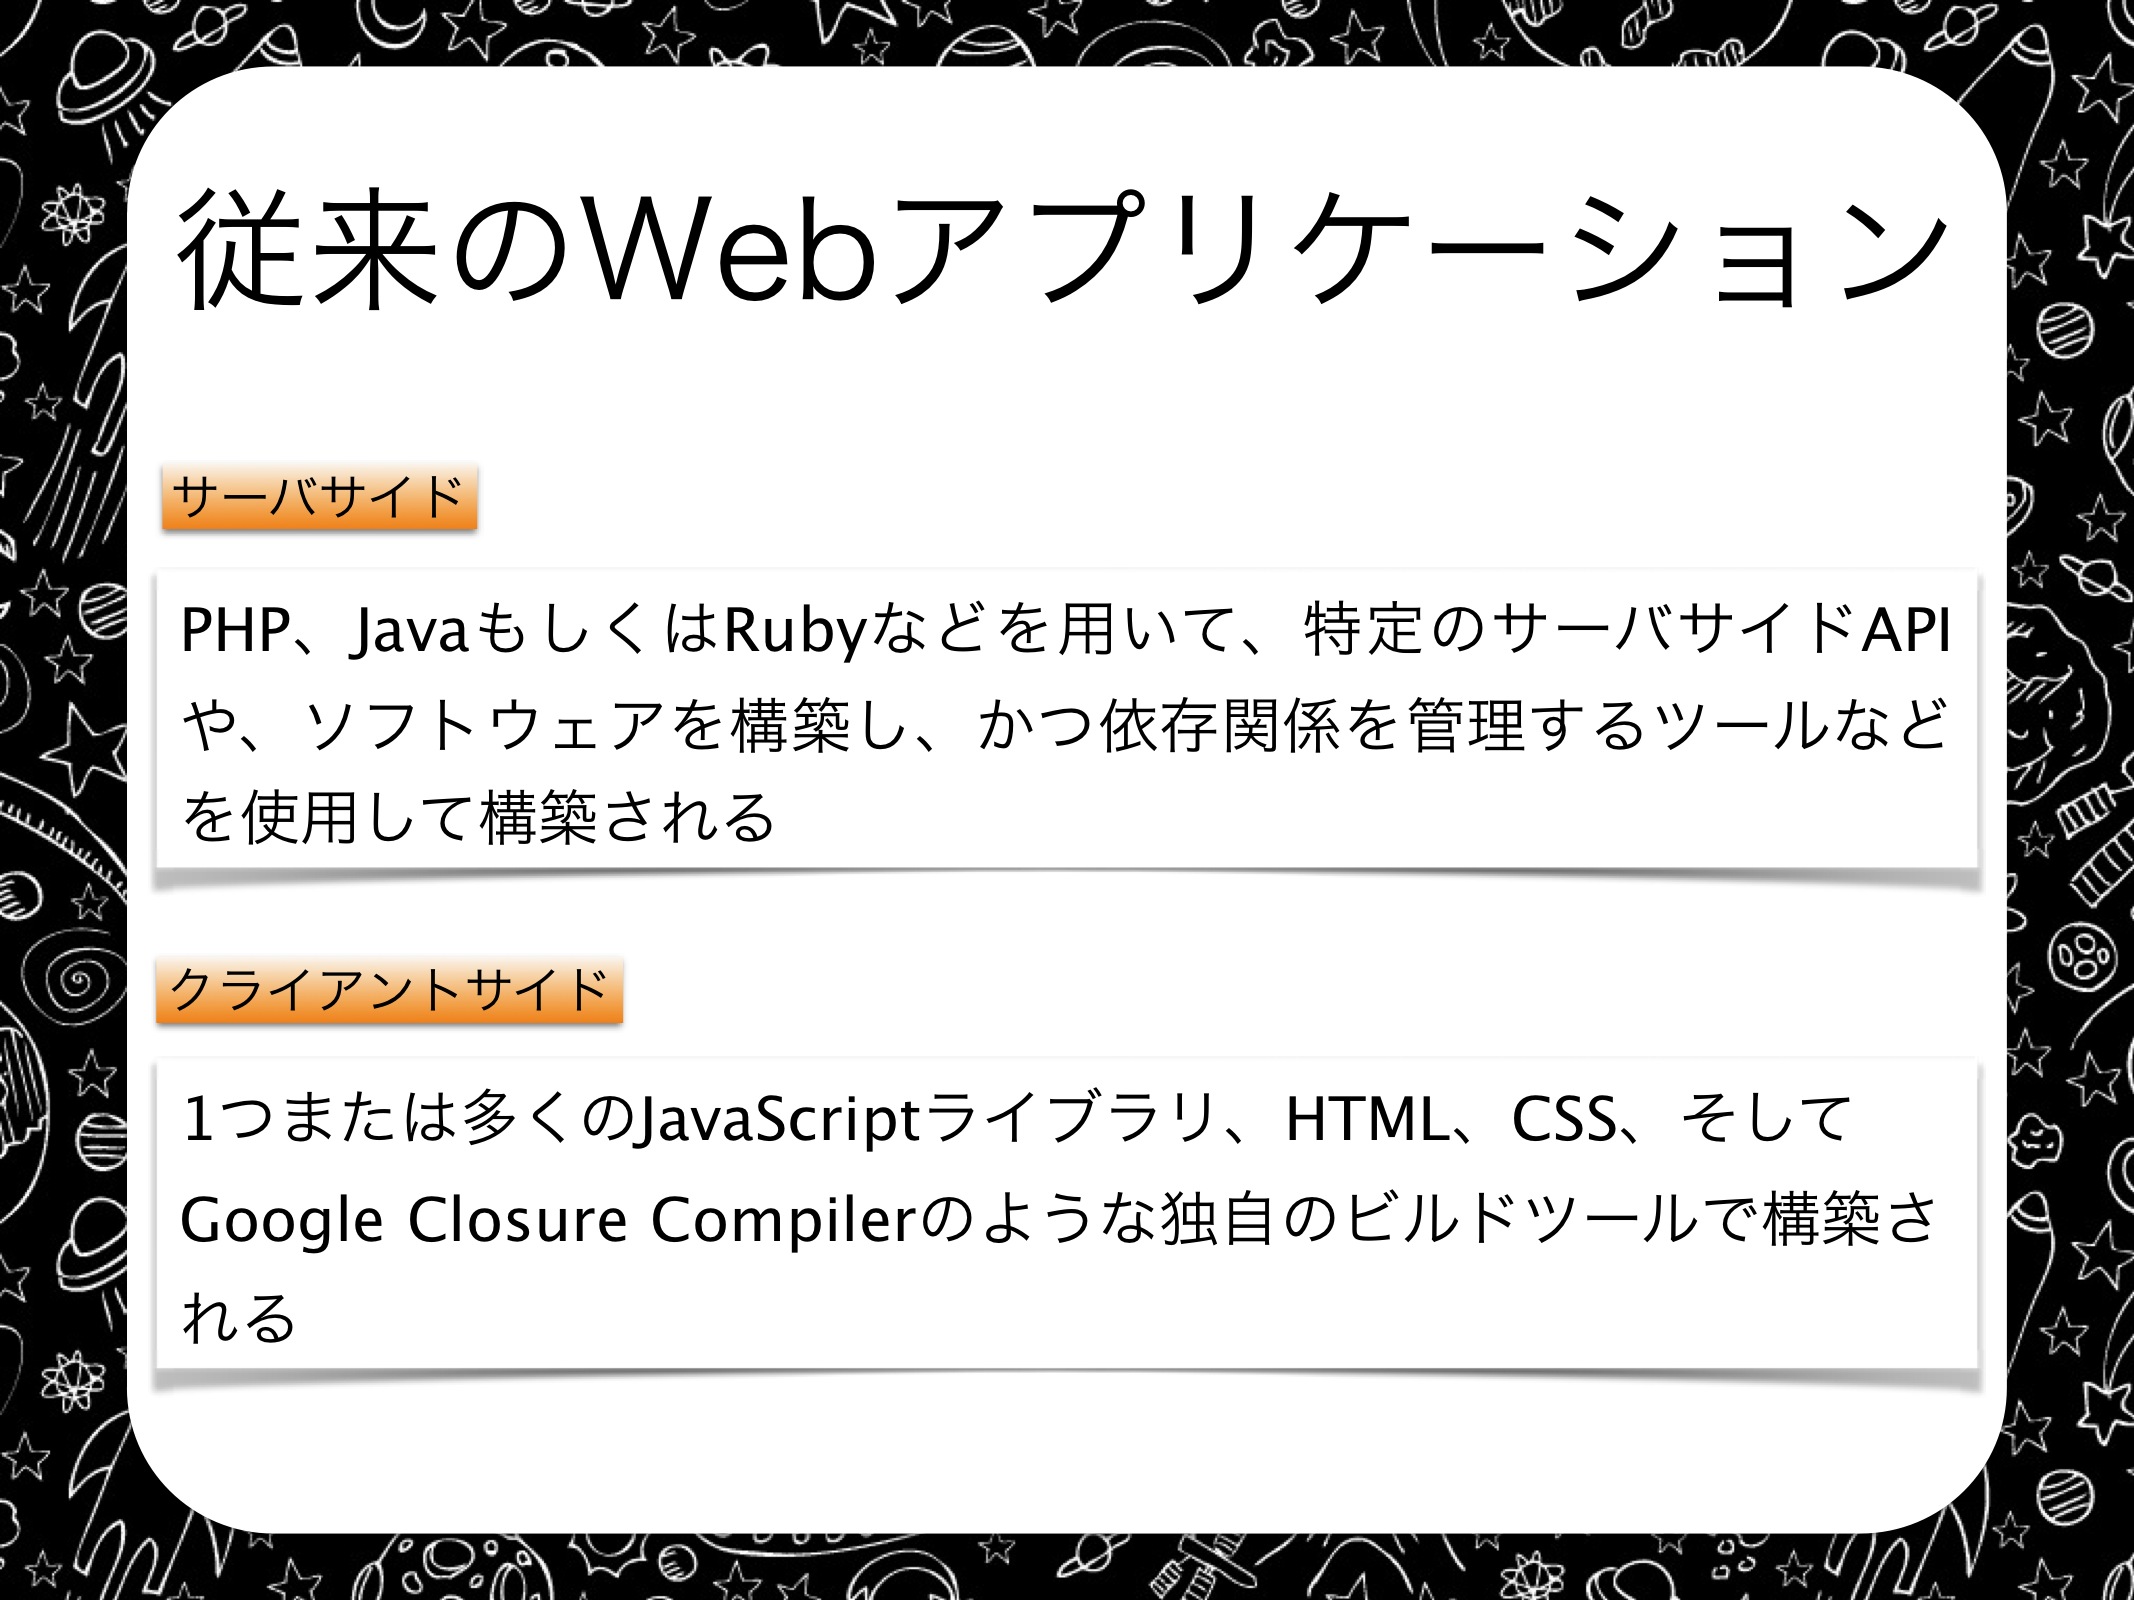 従来のWebアプリケーション
サーバサイド
PHP、JavaもしくはRubyなどを用いて、特定のサーバサイドAPI
や、ソフトウェアを構築し、かつ依存関係を管理するツールなど
を使用して構築される
クライアントサイド
1つまたは多くのJavaScriptライブラリ、HTML、CSS、そして
Google Closure Compilerのような独自のビルドツールで構築さ
れる